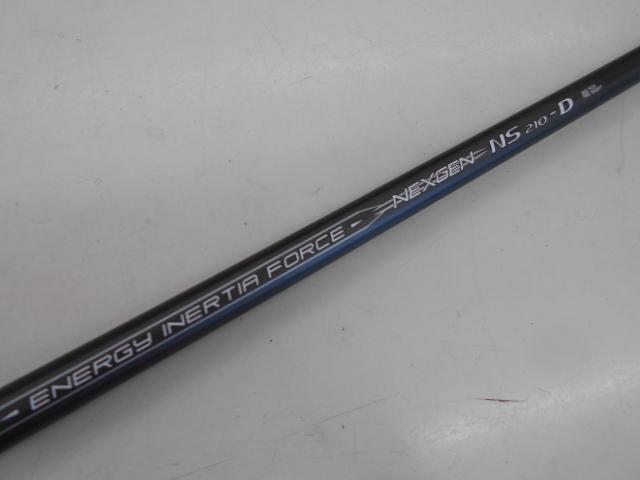 ENERGY INERTIA FORCE NEXGEN NS 210-D